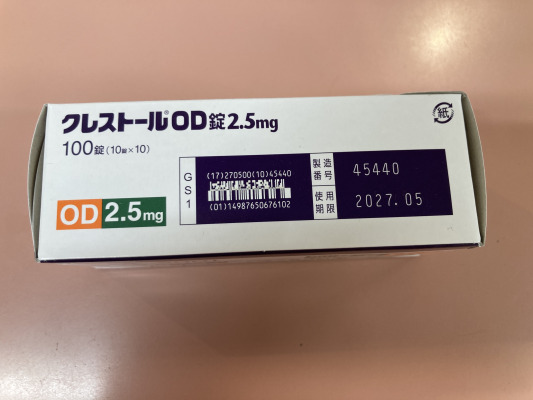 クレストール®OD錠2.5mg
100錠(10錠×10)
紙
OD 2.5mg
GS1
(17)270500(10)45440
(01)14987650676102
製造番号 45440
使用期限 2027.05